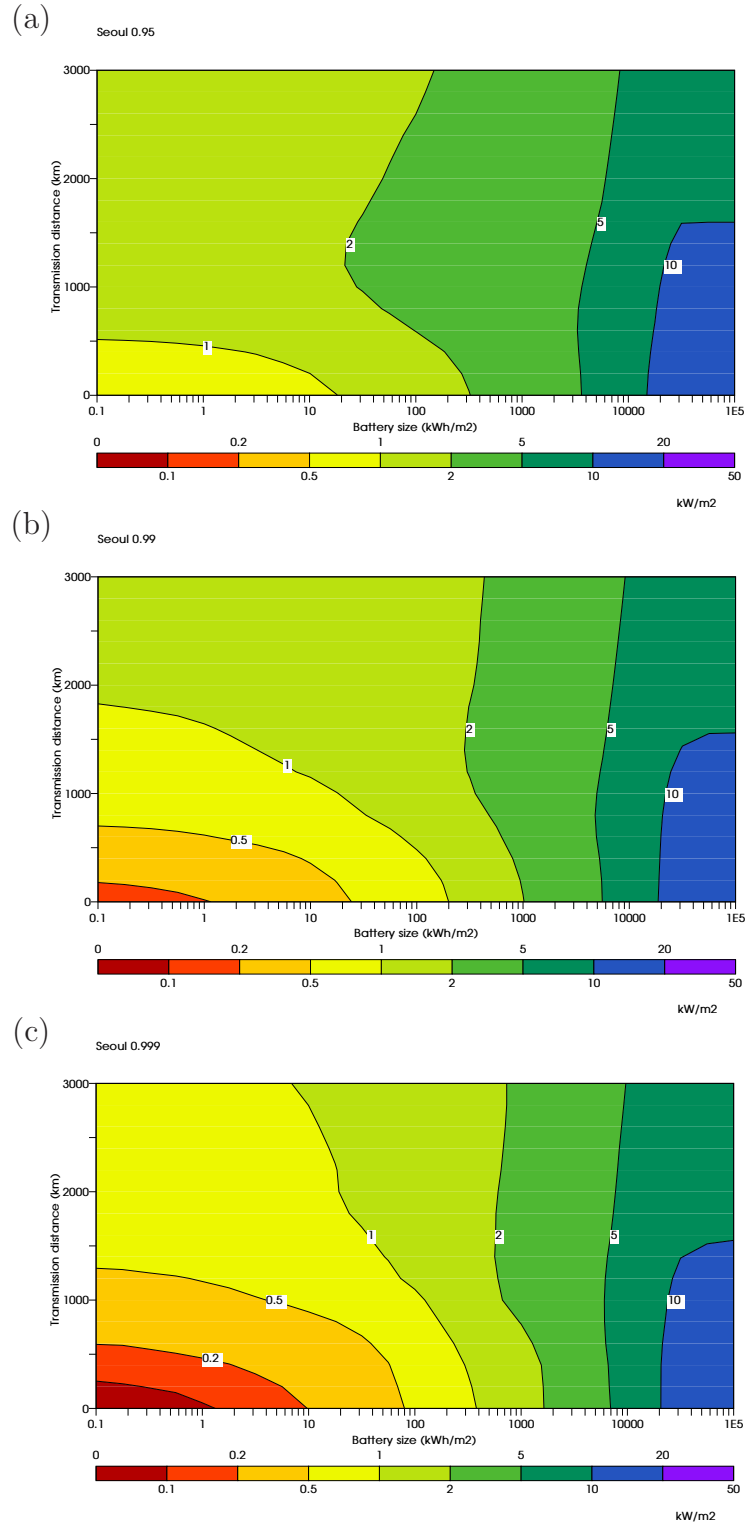 (a)
Seoul 0.95
3000
2000
1000
0
Transmission distance (km)
2
5
10
1
0.1 1 10 100 1000 10000 1E5
Battery size (kWh/m2)
0 0.2 1 5 20
0.1 0.5 2 10 50
kW/m2
(b)
Seoul 0.99
3000
2000
1000
0
Transmission distance (km)
2
5
1
10
0.5
0.1 1 10 100 1000 10000 1E5
Battery size (kWh/m2)
0 0.2 1 5 20
0.1 0.5 2 10 50
kW/m2
(c)
Seoul 0.999
3000
2000
1000
0
Transmission distance (km)
1
2
5
0.5
10
0.2
0.1 1 10 100 1000 10000 1E5
Battery size (kWh/m2)
0 0.2 1 5 20
0.1 0.5 2 10 50
kW/m2